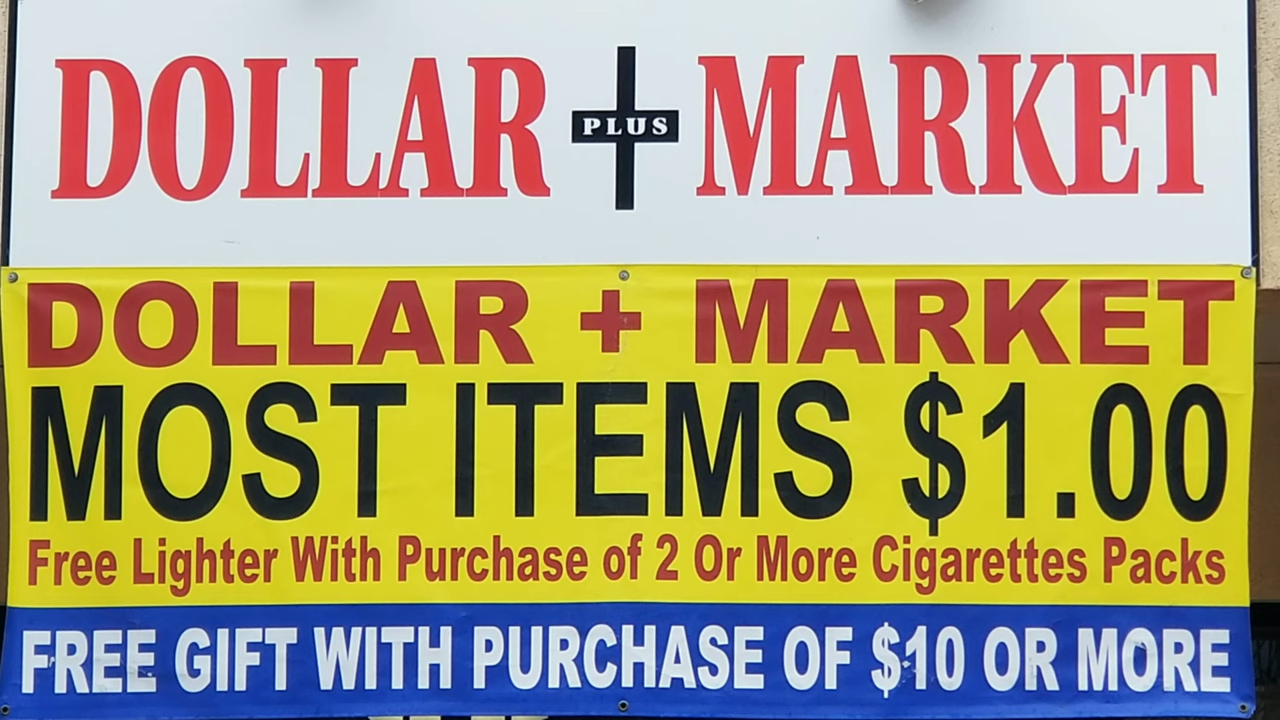 DOLLAR PLUS MARKET
DOLLAR + MARKET
MOST ITEMS $1.00
Free Lighter With Purchase of 2 Or More Cigarettes Packs
FREE GIFT WITH PURCHASE OF $10 OR MORE